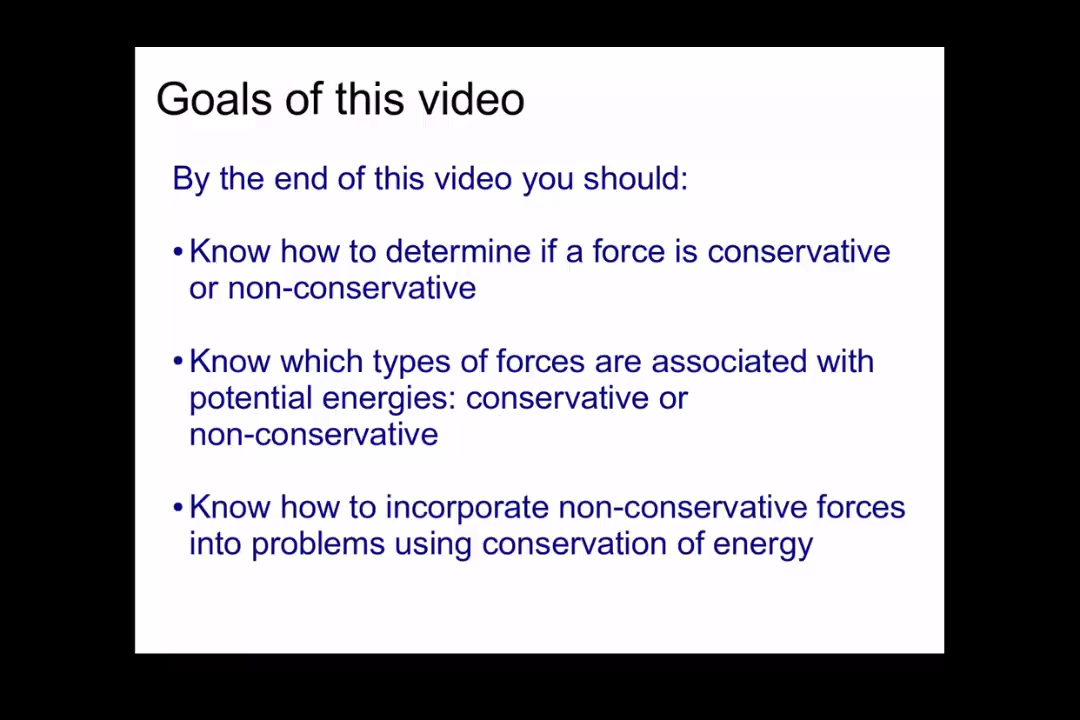 Goals of this video
By the end of this video you should:
• Know how to determine if a force is conservative
or non-conservative
• Know which types of forces are associated with
potential energies: conservative or
non-conservative
• Know how to incorporate non-conservative forces
into problems using conservation of energy